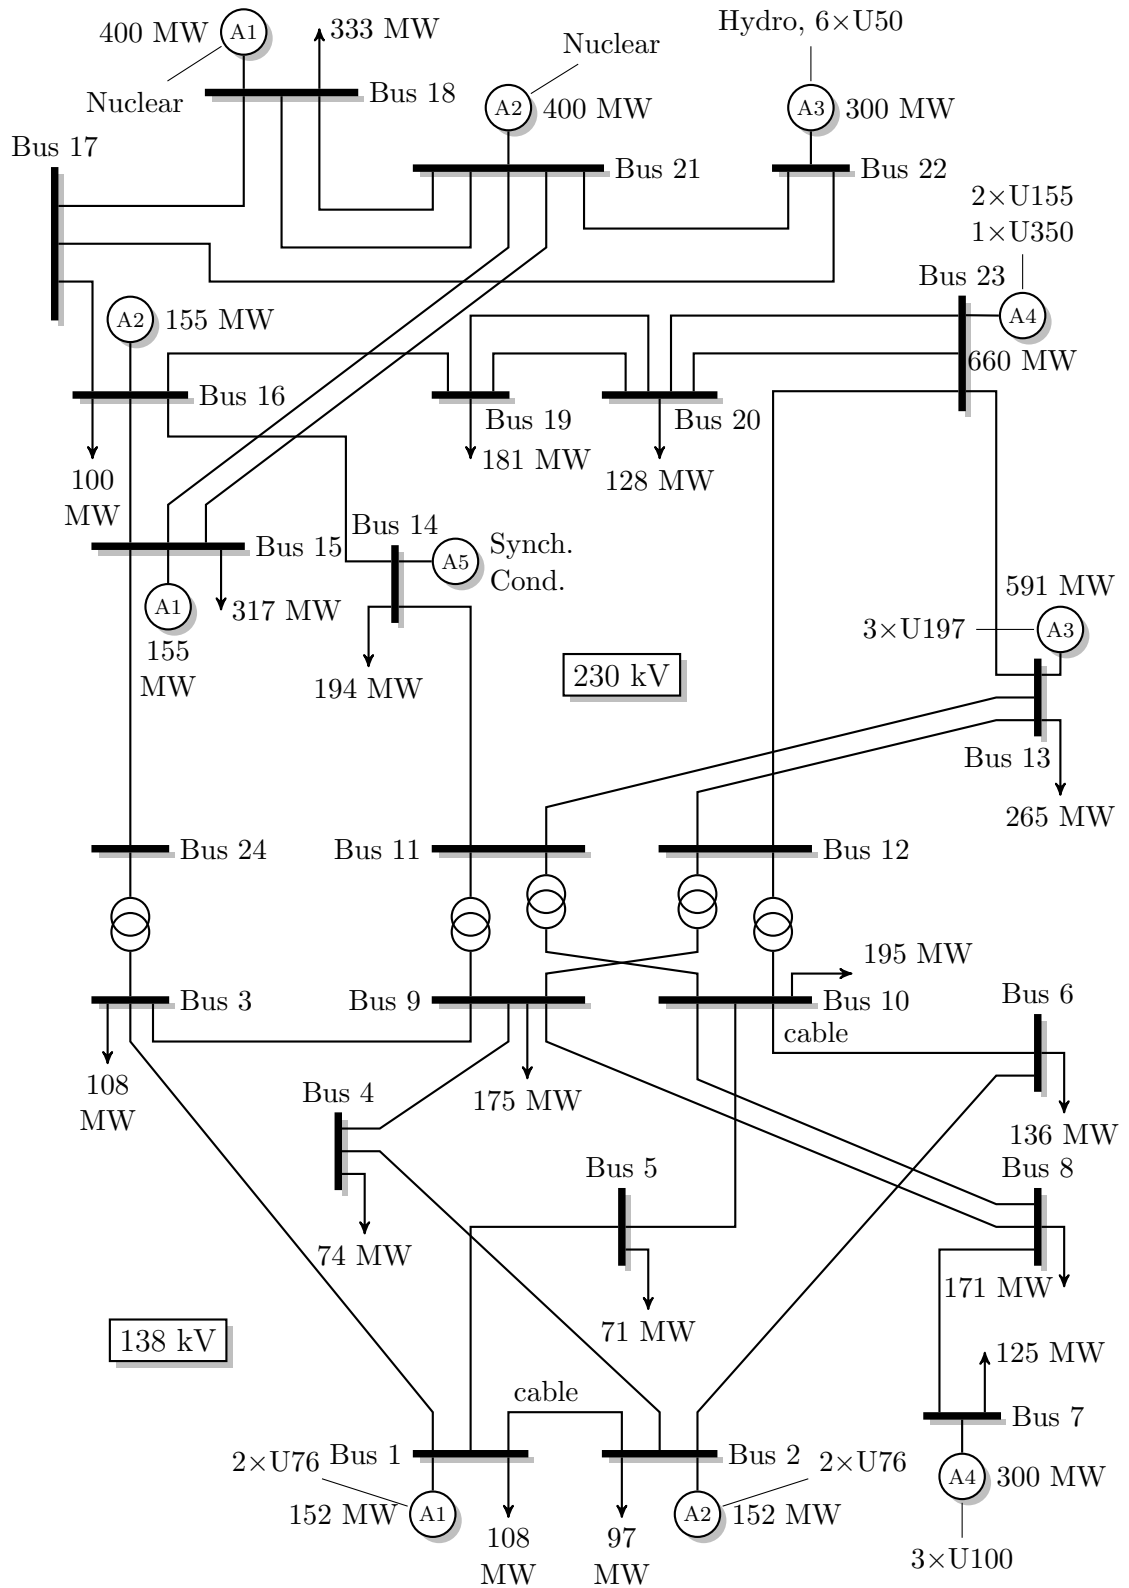 Hydro, 6×U50
400 MW
A1
333 MW
Nuclear
Nuclear
Bus 18
A2
400 MW
A3
300 MW
Bus 17
Bus 21
Bus 22
2×U155
1×U350
Bus 23
A2
155 MW
A4
660 MW
Bus 16
Bus 19
Bus 20
181 MW
128 MW
100
MW
Bus 14
Bus 15
A5
Synch.
Cond.
A1
317 MW
155
MW
591 MW
3×U197
A3
194 MW
230 kV
Bus 13
265 MW
Bus 24
Bus 11
Bus 12
195 MW
Bus 3
Bus 9
Bus 10
Bus 6
cable
108
MW
Bus 4
175 MW
136 MW
Bus 5
Bus 8
74 MW
171 MW
71 MW
138 kV
125 MW
cable
Bus 7
2×U76
Bus 1
Bus 2
2×U76
152 MW
A1
A2
152 MW
A4
300 MW
108
MW
97
MW
3×U100